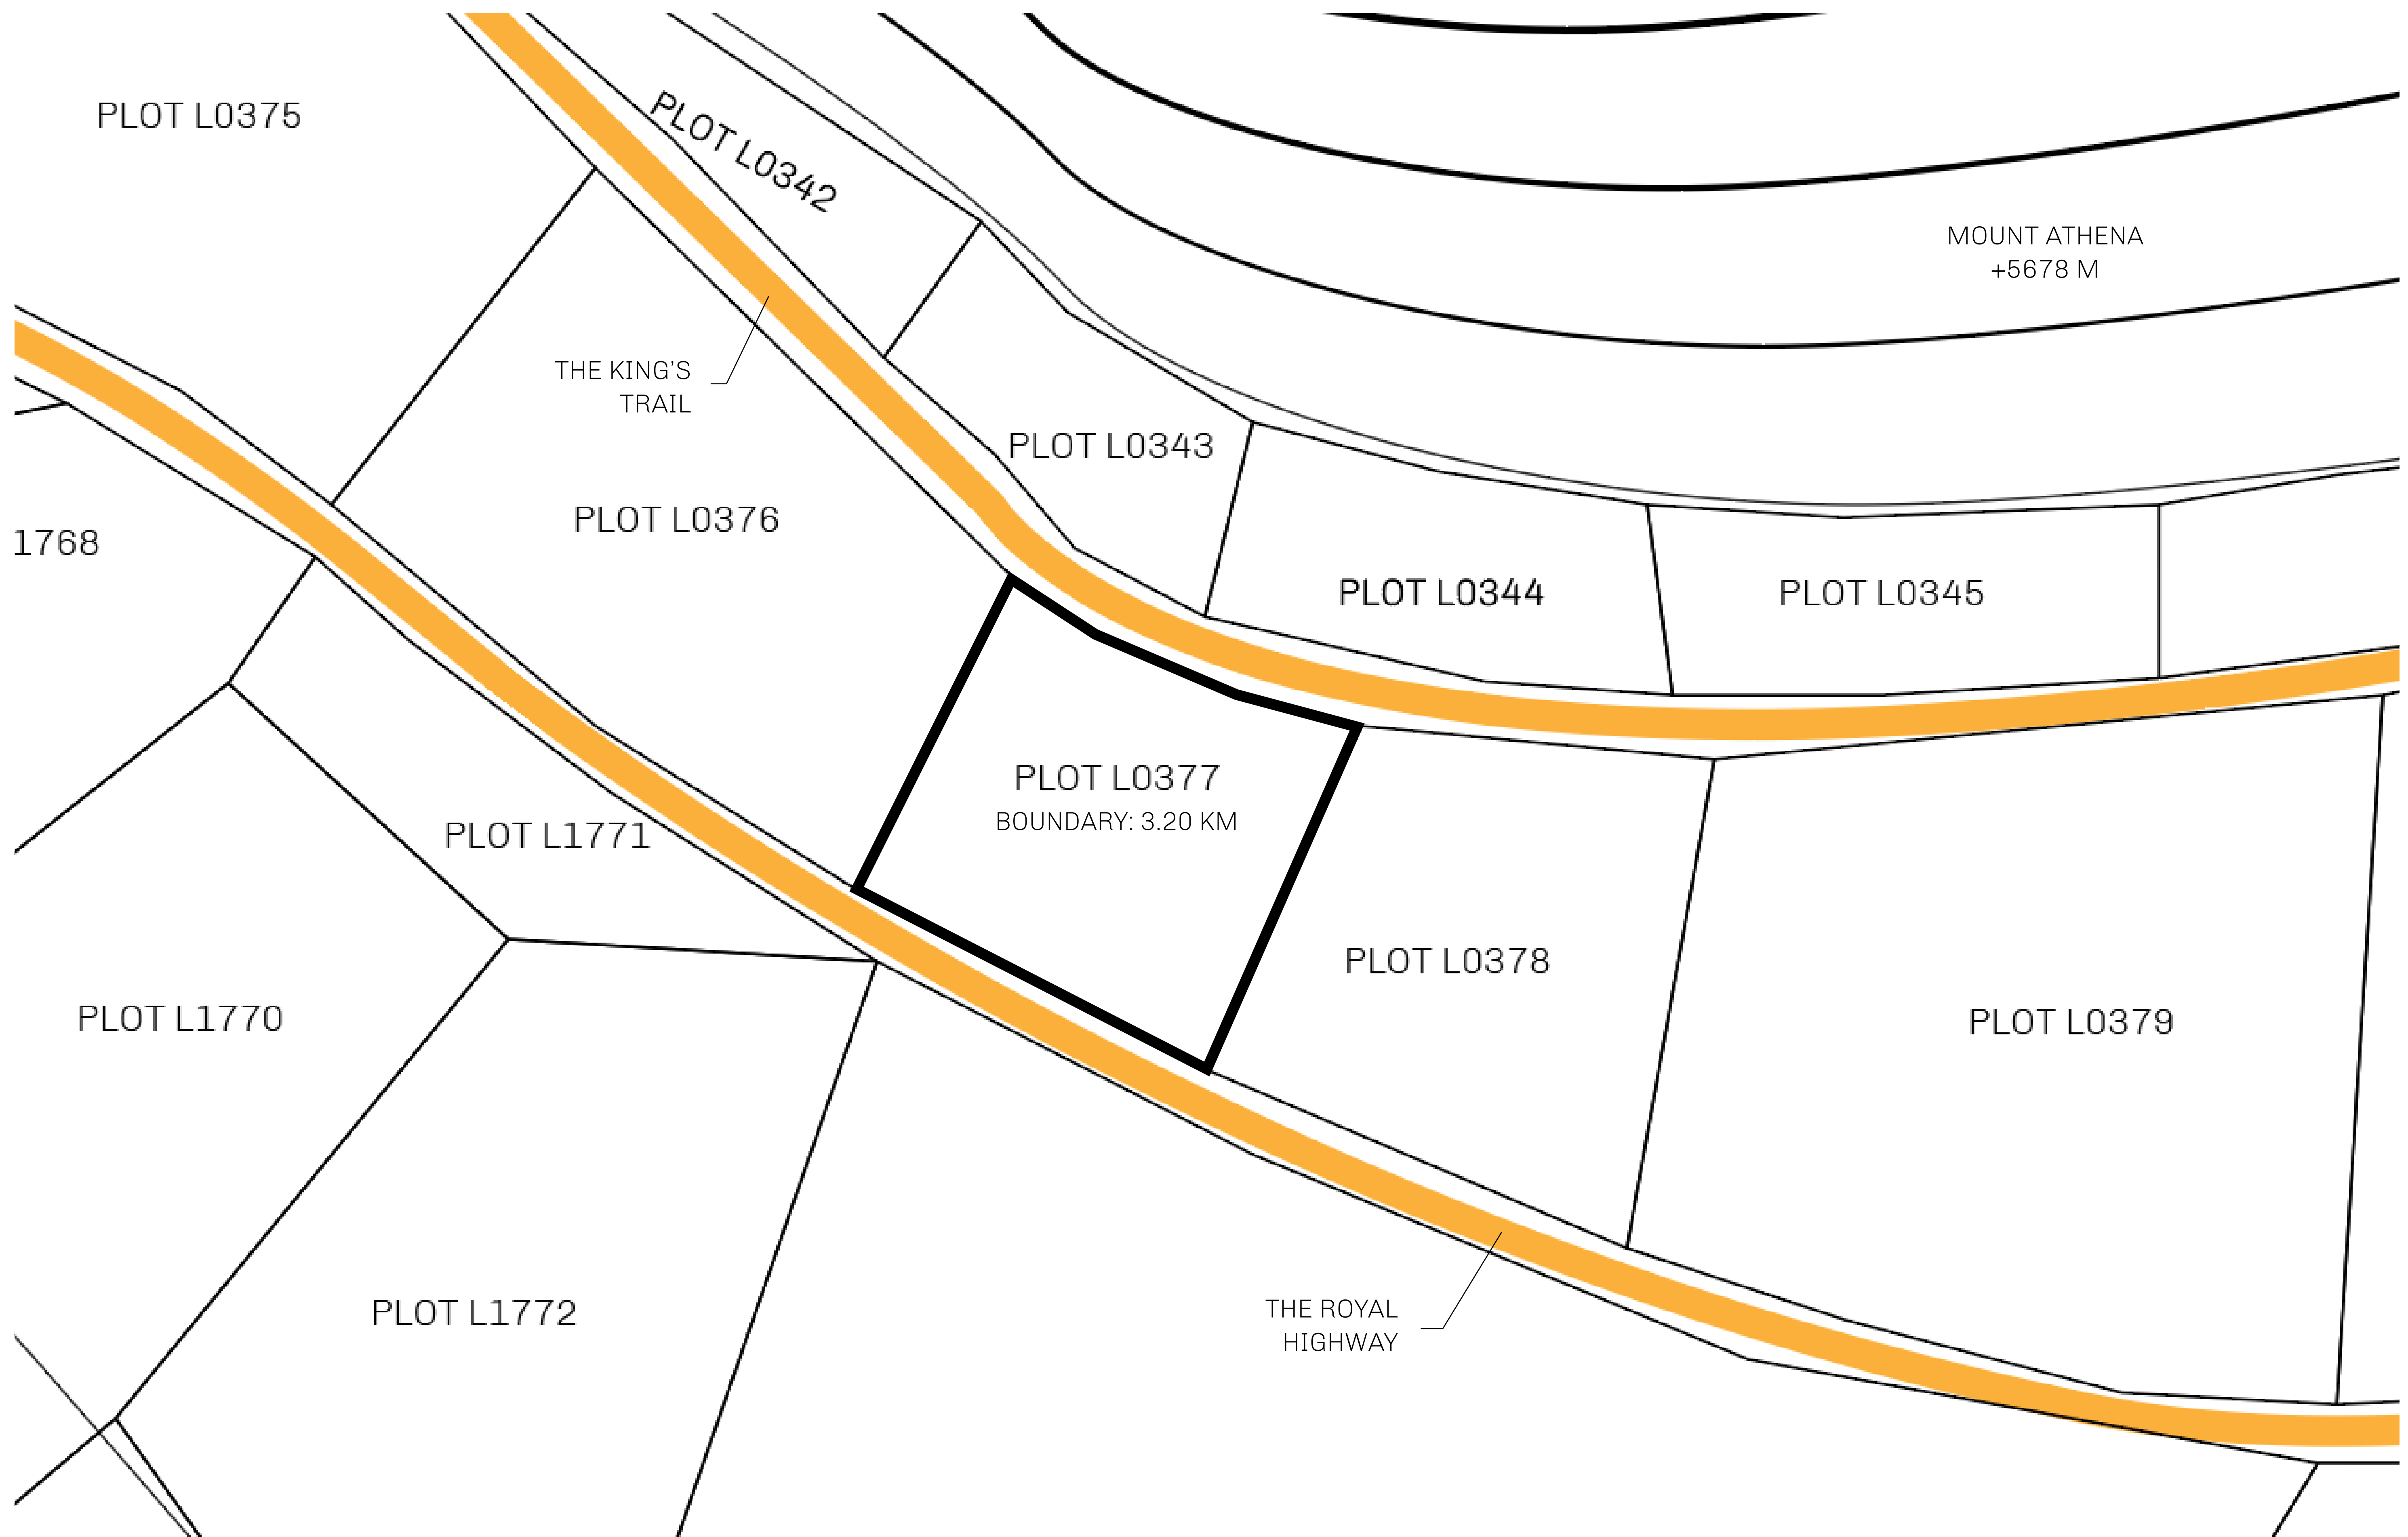 PLOT L0375
PLOT L0342
MOUNT ATHENA
+5678 M
THE KING'S
TRAIL
PLOT L0343
PLOT L0376
1768
PLOT L0344
PLOT L0345
PLOT L0377
BOUNDARY: 3.20 KM
PLOT L1771
PLOT L0378
PLOT L1770
PLOT L0379
PLOT L1772
THE ROYAL
HIGHWAY